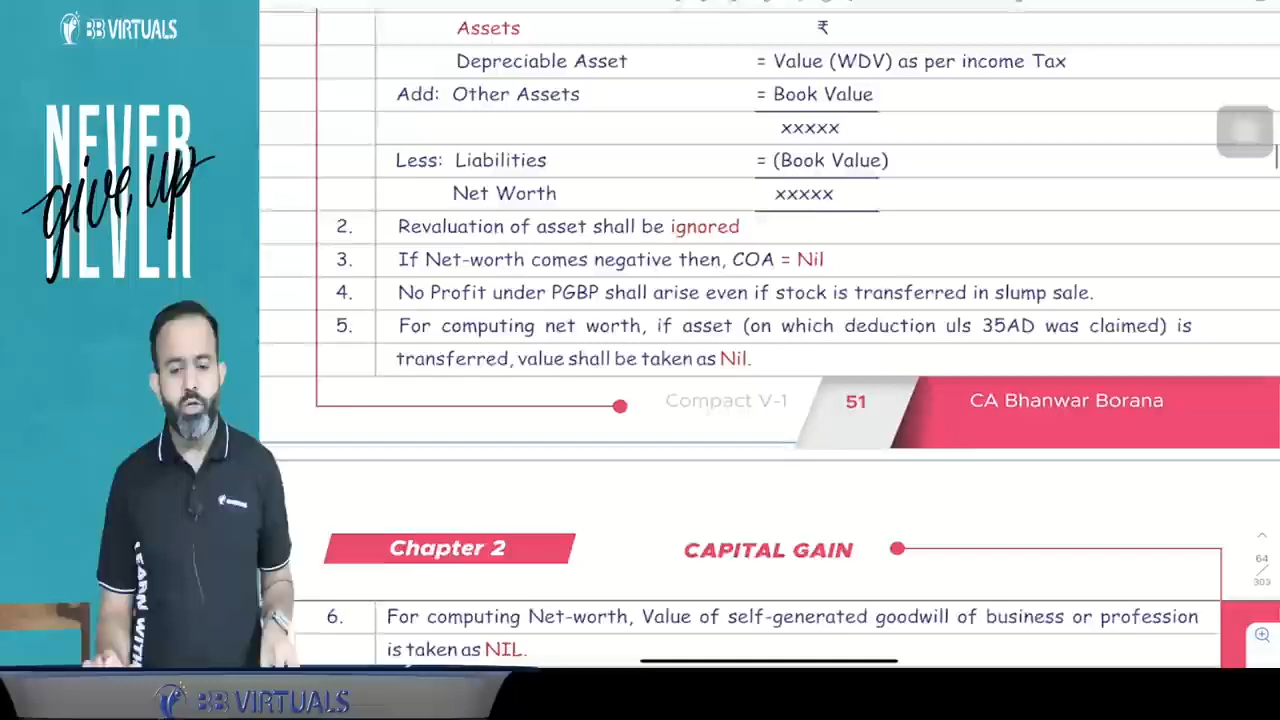 BB VIRTUALS
NEVER
give up
NEVER
Assets ₹
Depreciable Asset = Value (WDV) as per income Tax
Add: Other Assets = Book Value
xxxxx
Less: Liabilities = (Book Value)
Net Worth xxxxx
2. Revaluation of asset shall be ignored
3. If Net-worth comes negative then, COA = Nil
4. No Profit under PGBP shall arise even if stock is transferred in slump sale.
5. For computing net worth, if asset (on which deduction uls 35AD was claimed) is
transferred, value shall be taken as Nil.
Compact V-1 51 CA Bhanwar Borana
Chapter 2 CAPITAL GAIN
64
303
6. For computing Net-worth, Value of self-generated goodwill of business or profession
is taken as NIL.
LEARN WITH
BB VIRTUALS